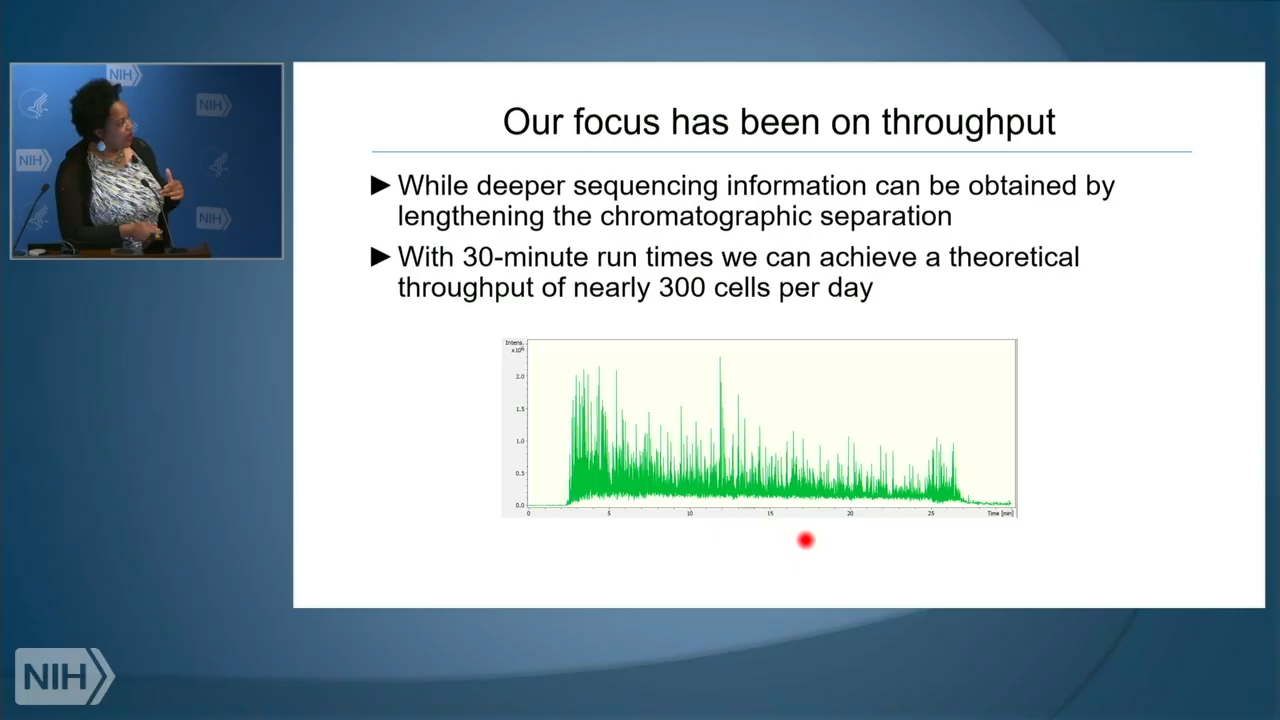 NIH
NIH
NIH
NIH
Our focus has been on throughput
► While deeper sequencing information can be obtained by
lengthening the chromatographic separation
► With 30-minute run times we can achieve a theoretical
throughput of nearly 300 cells per day
Intens.
2.0
1.5
1.0
0.5
0.0
0 5 10 15 20 25 Time [min]
NIH